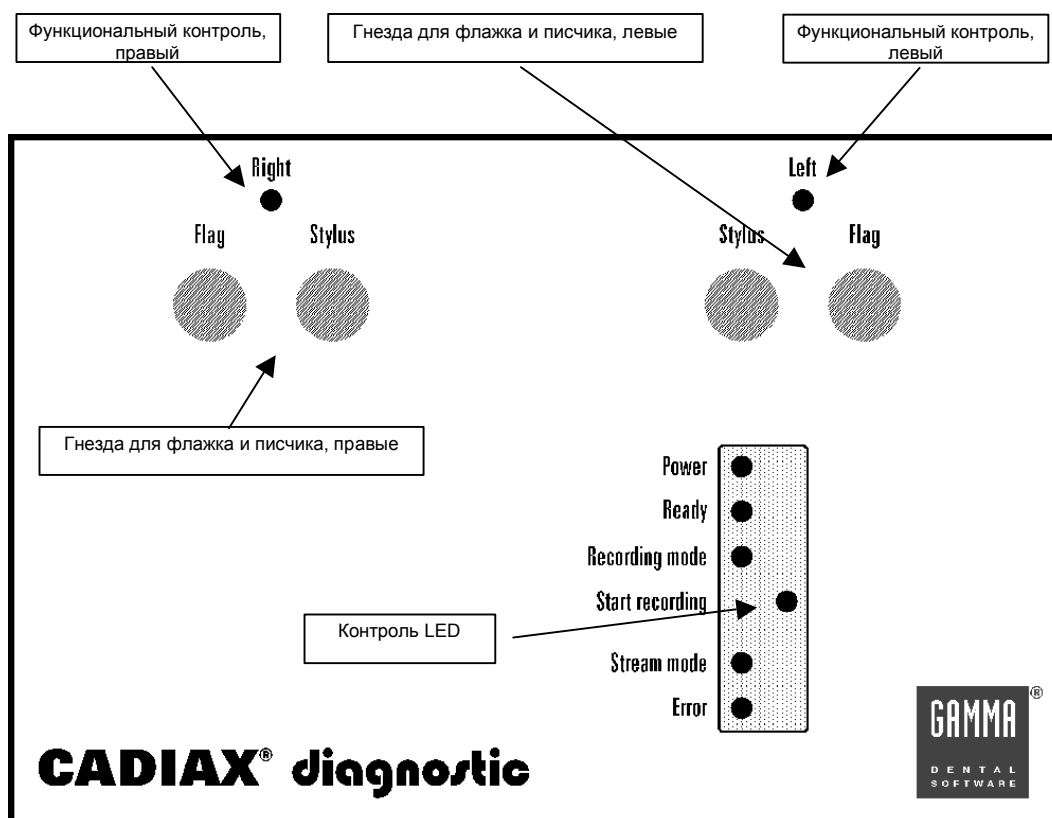 Функциональный контроль,
правый
Гнезда для флажка и писчика, левые
Функциональный контроль,
левый
Right
Left
Flag
Stylus
Stylus
Flag
Гнезда для флажка и писчика, правые
Power
Ready
Recording mode
Start recording
Контроль LED
Stream mode
Error
CADIAX® diagnostic
GAMMA ®
DENTAL
SOFTWARE